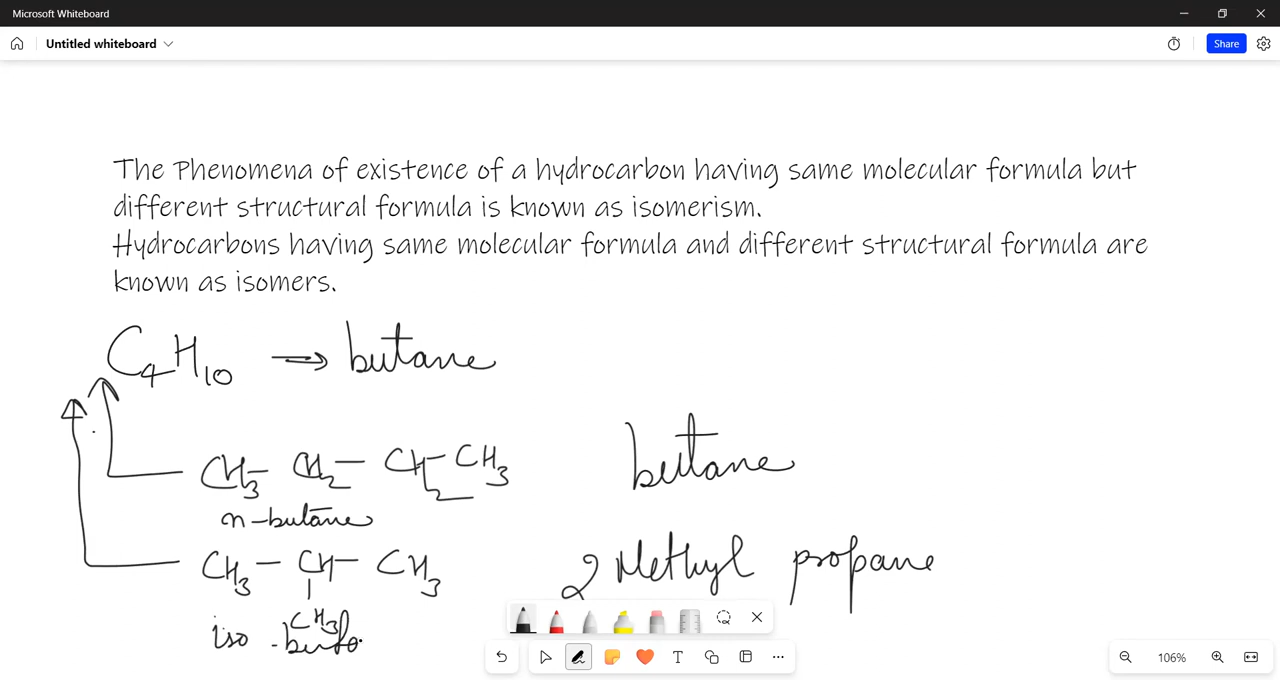 Microsoft Whiteboard
Untitled whiteboard
Share
The Phenomena of existence of a hydrocarbon having same molecular formula but
different structural formula is known as isomerism.
Hydrocarbons having same molecular formula and different structural formula are
known as isomers.
C4H10 → butane
CH3 - CH2 - CH2 - CH3 butane
n-butane
CH3 - CH - CH3 2 Methyl propane
CH3
iso -
106%